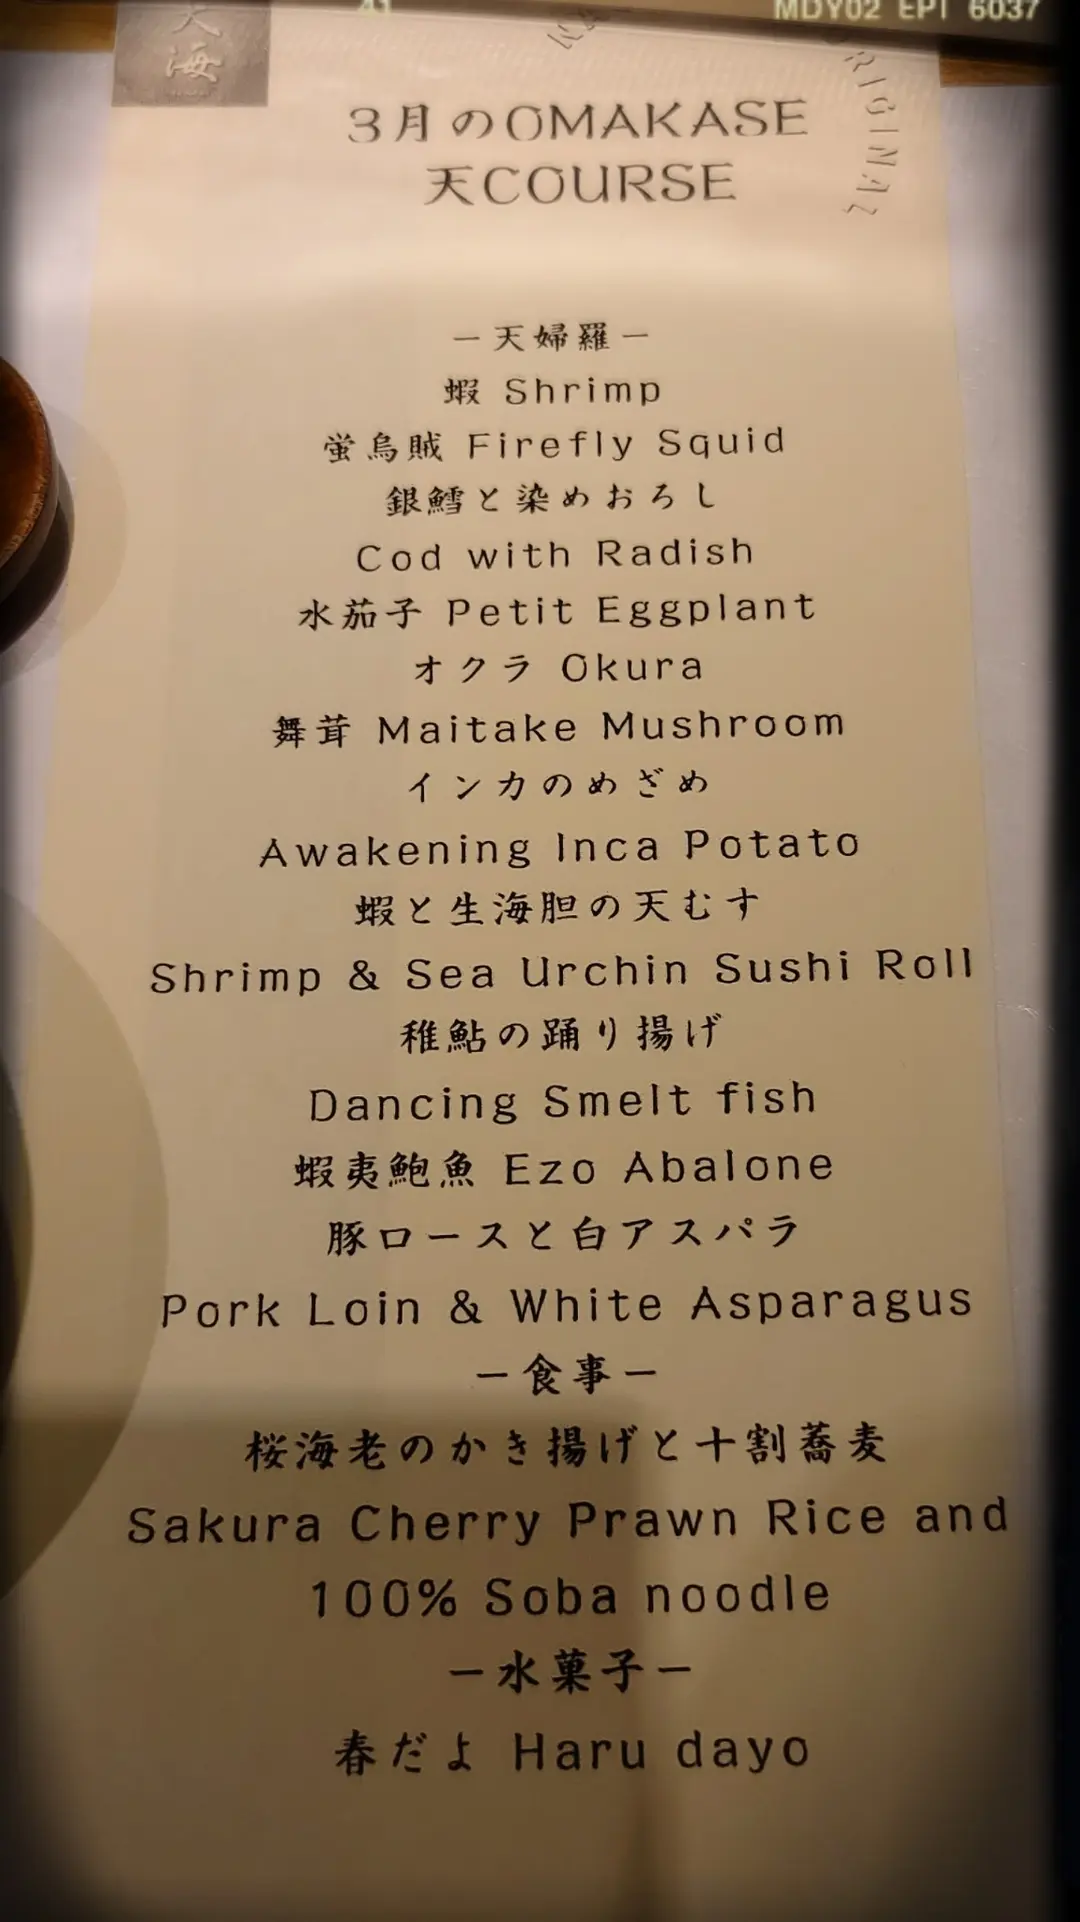 41
MDY02 EPI 6037
海
ORIGINAL
3月のOMAKASE
天COURSE
－天婦羅－
蝦 Shrimp
蛍烏賊 Firefly Squid
銀鱈と染めおろし
Cod with Radish
水茄子 Petit Eggplant
オクラ Okura
舞茸 Maitake Mushroom
インカのめざめ
Awakening Inca Potato
蝦と生海胆の天むす
Shrimp & Sea Urchin Sushi Roll
稚鮎の踊り揚げ
Dancing Smelt fish
蝦夷鮑魚 Ezo Abalone
豚ロースと白アスパラ
Pork Loin & White Asparagus
－食事－
桜海老のかき揚げと十割蕎麦
Sakura Cherry Prawn Rice and
100% Soba noodle
－水菓子－
春だよ Haru dayo